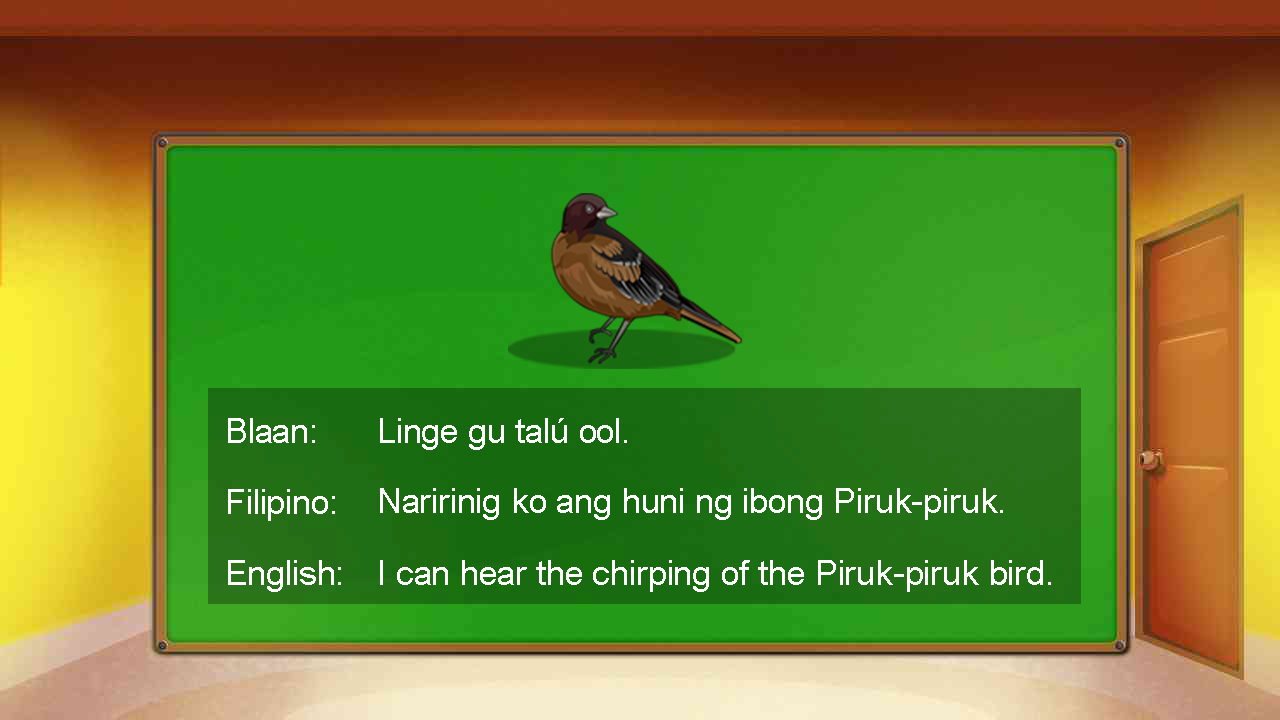 Blaan: Linge gu talú ool.
Filipino: Naririnig ko ang huni ng ibong Piruk-piruk.
English: I can hear the chirping of the Piruk-piruk bird.